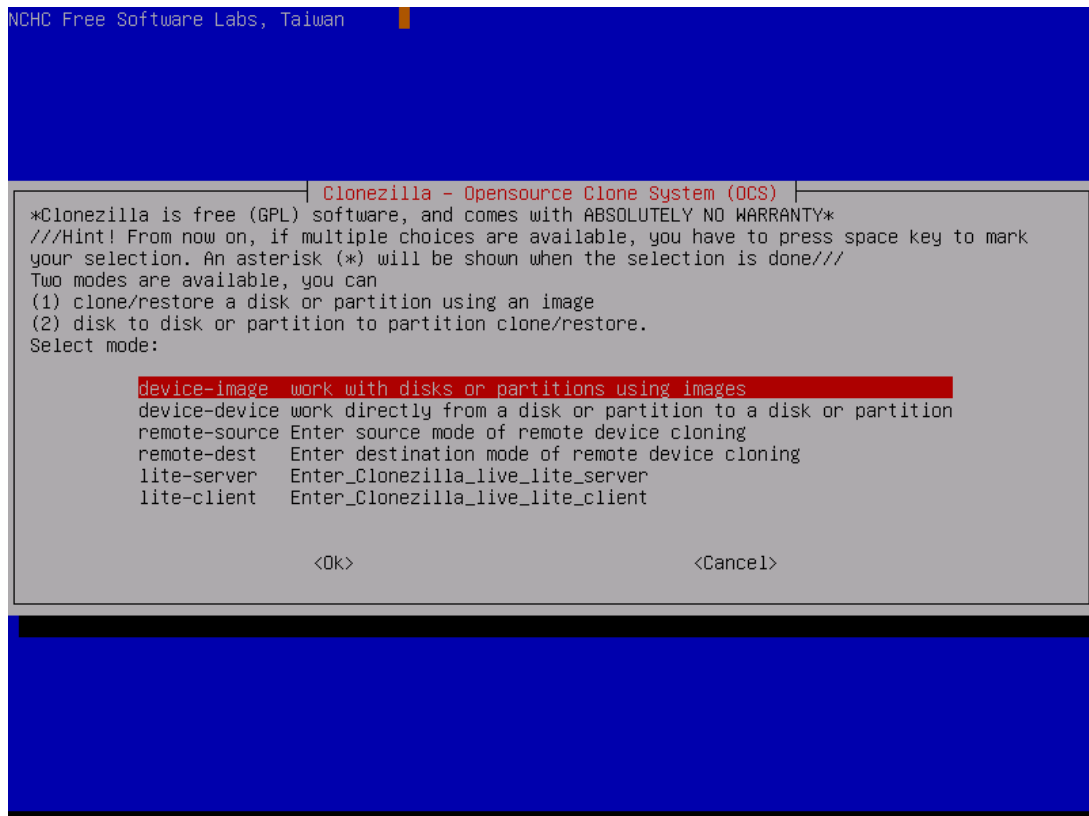 NCHC Free Software Labs, Taiwan
Clonezilla - Opensource Clone System (OCS)
*Clonezilla is free (GPL) software, and comes with ABSOLUTELY NO WARRANTY*
///Hint! From now on, if multiple choices are available, you have to press space key to mark
your selection. An asterisk (*) will be shown when the selection is done///
Two modes are available, you can
(1) clone/restore a disk or partition using an image
(2) disk to disk or partition to partition clone/restore.
Select mode:
device-image work with disks or partitions using images
device-device work directly from a disk or partition to a disk or partition
remote-source Enter source mode of remote device cloning
remote-dest Enter destination mode of remote device cloning
lite-server Enter_Clonezilla_live_lite_server
lite-client Enter_Clonezilla_live_lite_client
<Ok> <Cancel>